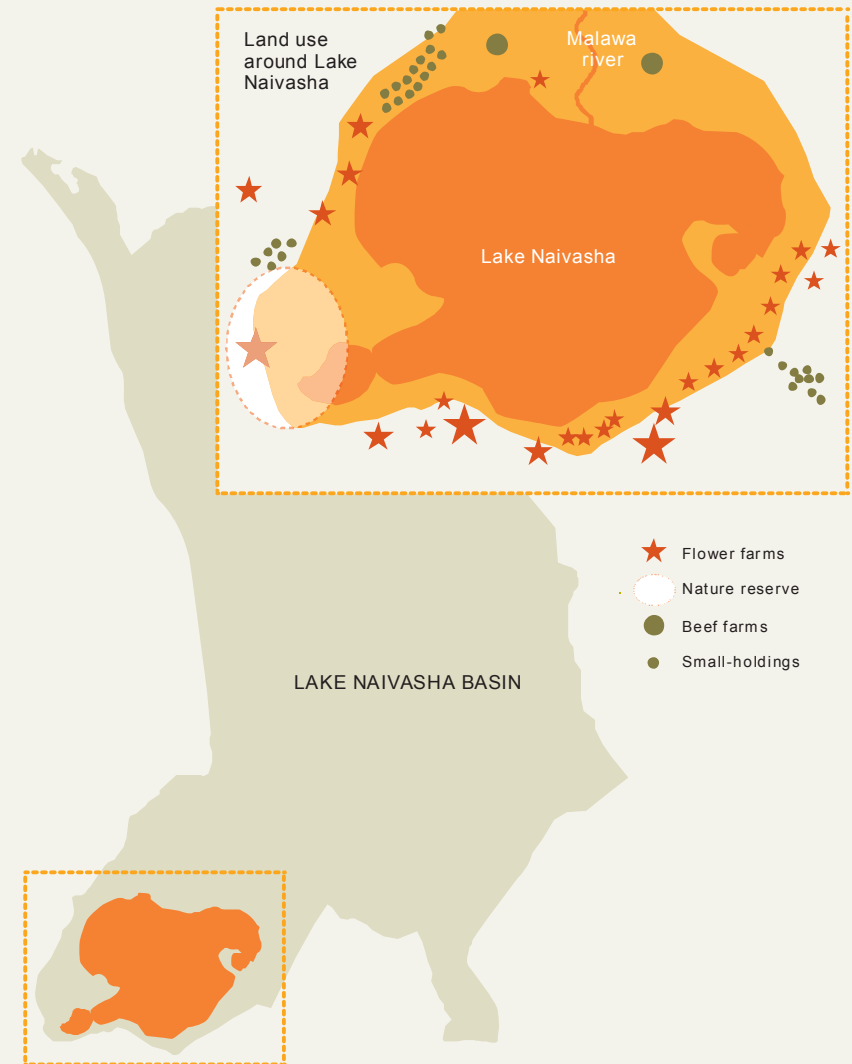 Land use
around Lake
Naivasha
Malawa
river
Lake Naivasha
Flower farms
Nature reserve
Beef farms
Small-holdings
LAKE NAIVASHA BASIN